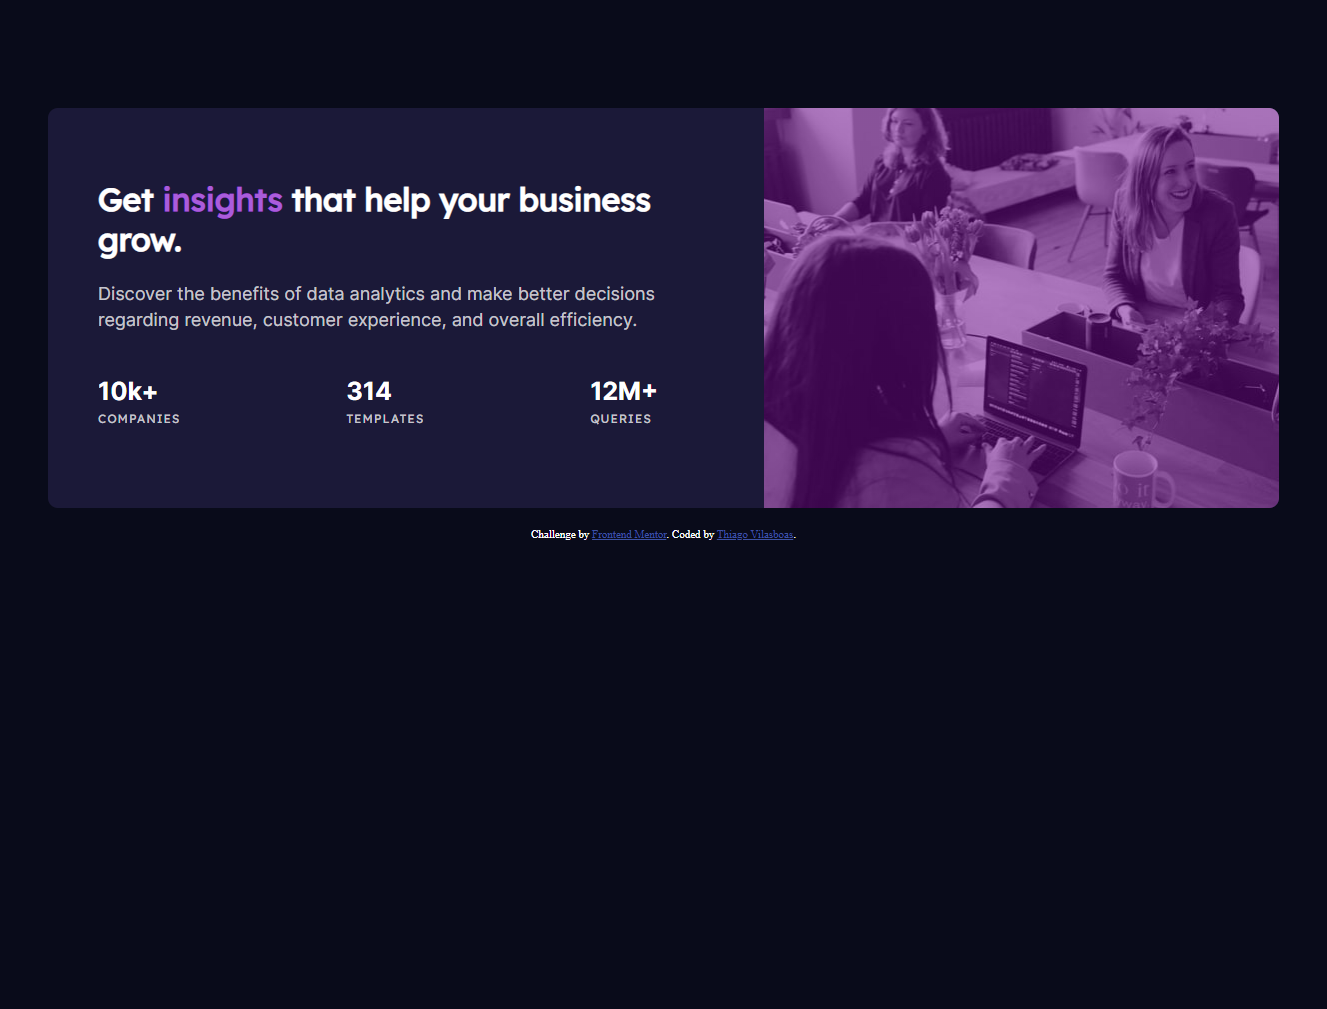 Get insights that help your business
grow.
Discover the benefits of data analytics and make better decisions
regarding revenue, customer experience, and overall efficiency.
10k+
COMPANIES
314
TEMPLATES
12M+
QUERIES
Challenge by Frontend Mentor. Coded by Thiago Vilasboas.